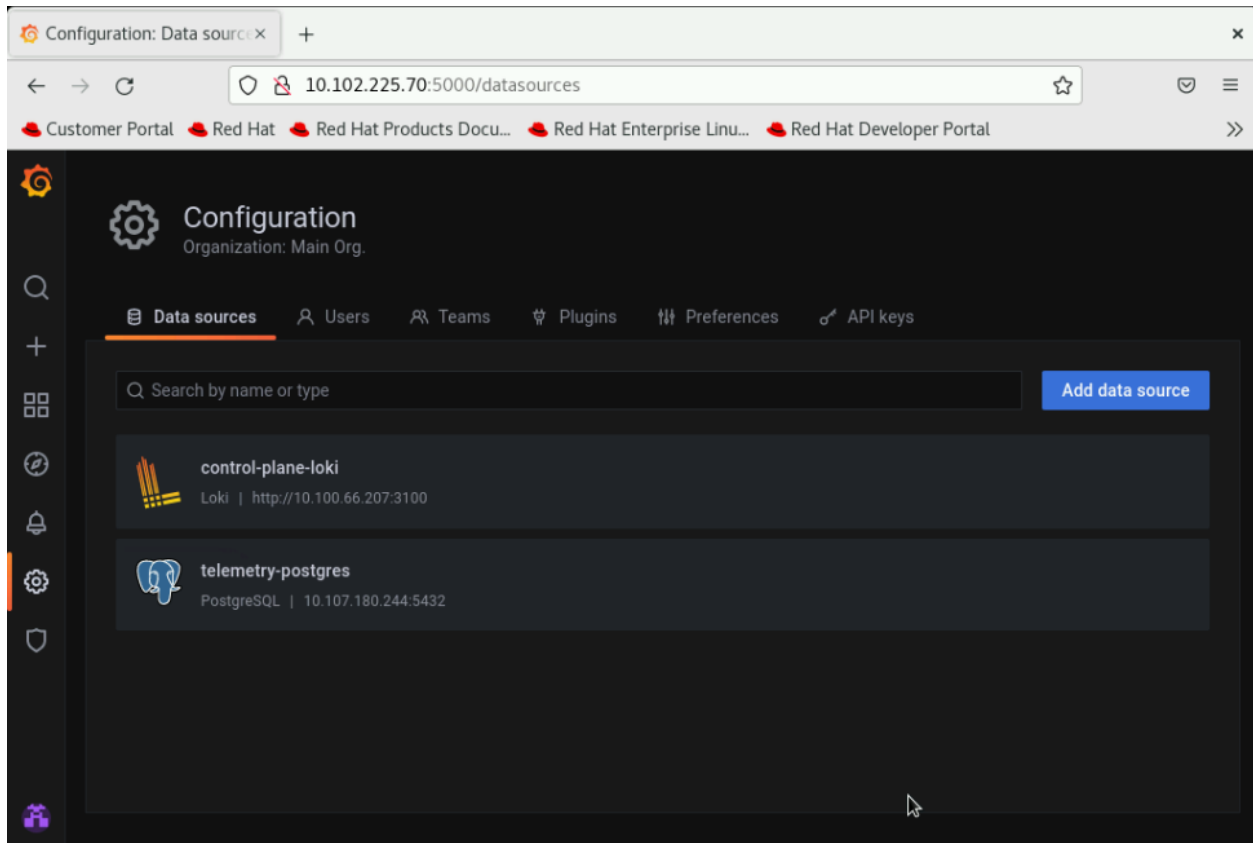 Configuration: Data sourc
10.102.225.70:5000/datasources
Customer Portal Red Hat Red Hat Products Docu... Red Hat Enterprise Linu... Red Hat Developer Portal
Configuration
Organization: Main Org.
Data sources Users Teams Plugins Preferences API keys
Search by name or type Add data source
control-plane-loki
Loki | http://10.100.66.207:3100
telemetry-postgres
PostgreSQL | 10.107.180.244:5432